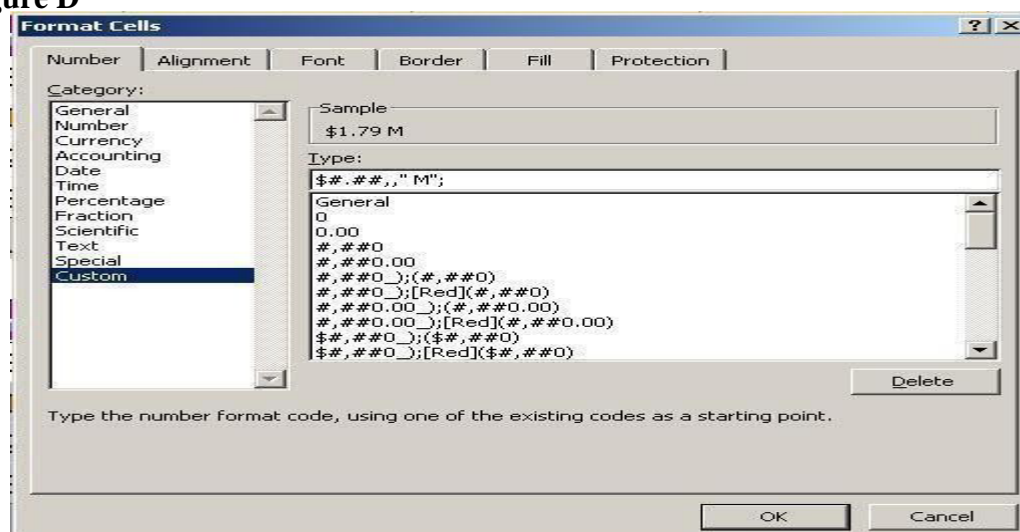 gure D
Format Cells
Number Alignment Font Border Fill Protection
Category:
General
Number
Currency
Accounting
Date
Time
Percentage
Fraction
Scientific
Text
Special
Custom
Sample
$1.79 M
Type:
$#.##,," M";
General
0
0.00
#,##0
#,##0.00
#,##0_);(#,##0)
#,##0_);[Red](#,##0)
#,##0.00_);(#,##0.00)
#,##0.00_);[Red](#,##0.00)
$#,##0_);($#,##0)
$#,##0_);[Red]($#,##0)
Delete
Type the number format code, using one of the existing codes as a starting point.
OK Cancel